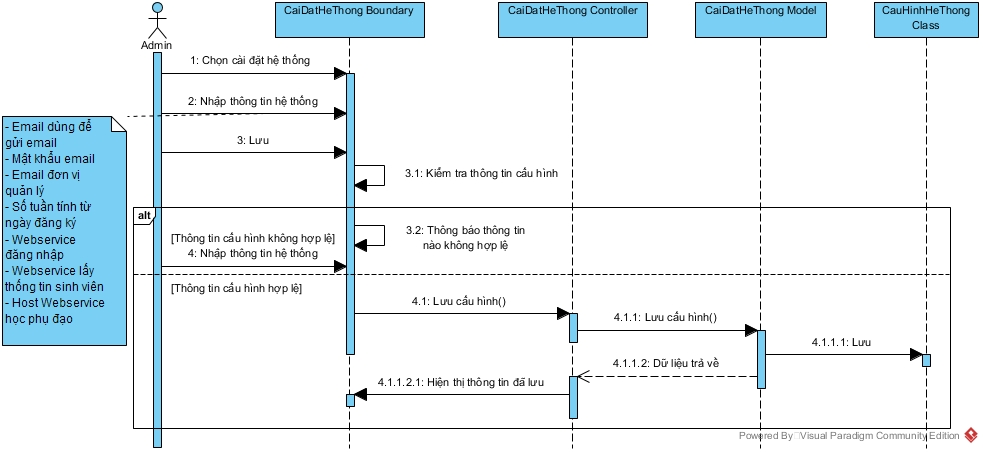 CaiDatHeThong Boundary
CaiDatHeThong Controller
CaiDatHeThong Model
CauHinhHeThong
Class
Admin
1: Chọn cài đặt hệ thống
2: Nhập thông tin hệ thống
- Email dùng để
gửi email
- Mật khẩu email
- Email đơn vị
quản lý
- Số tuần tính từ
ngày đăng ký
- Webservice
đăng nhập
- Webservice lấy
thống tin sinh viên
- Host Webservice
học phụ đạo
3: Lưu
3.1: Kiểm tra thông tin cấu hình
alt
3.2: Thông báo thông tin
nào không hợp lệ
[Thông tin cấu hình không hợp lệ]
4: Nhập thông tin hệ thống
[Thông tin cấu hình hợp lệ]
4.1: Lưu cấu hình()
4.1.1: Lưu cấu hình()
4.1.1.1: Lưu
4.1.1.2: Dữ liệu trả về
4.1.1.2.1: Hiện thị thông tin đã lưu
Powered By Visual Paradigm Community Edition